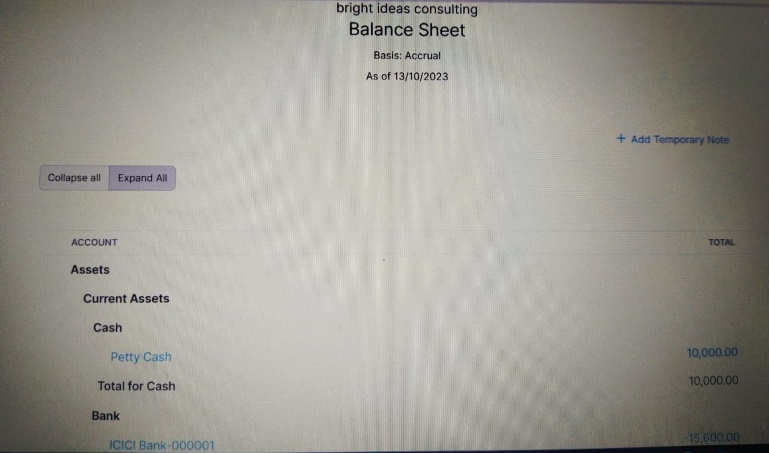 bright ideas consulting
Balance Sheet
Basis: Accrual
As of 13/10/2023
+ Add Temporary Note
Collapse all Expand All
ACCOUNT TOTAL
Assets
Current Assets
Cash
Petty Cash 10,000.00
Total for Cash 10,000.00
Bank
ICICI Bank-000001 -15,600.00